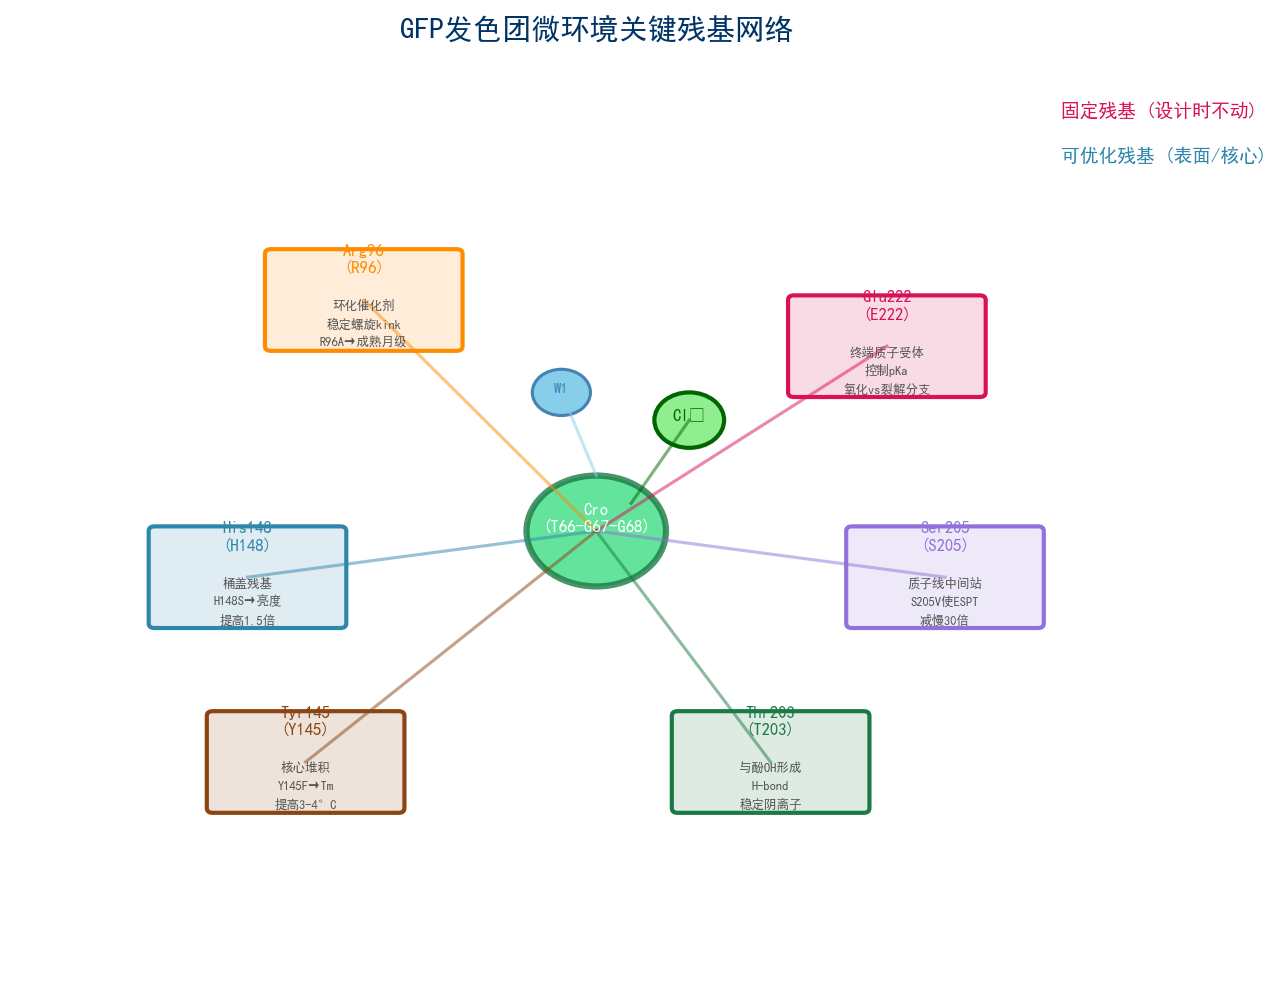 GFP发色团微环境关键残基网络
固定残基 (设计时不动)
可优化残基 (表面/核心)
Arg96
(R96)
环化催化剂
稳定螺旋kink
R96A→成熟月级
Glu222
(E222)
终端质子受体
控制pKa
氧化vs裂解分支
W1
Cl□
Cro
(T66-G67-G68)
His148
(H148)
桶盖残基
H148S→亮度
提高1.5倍
Ser205
(S205)
质子线中间站
S205V使ESPT
减慢30倍
Tyr145
(Y145)
核心堆积
Y145F→Tm
提高3-4°C
Thr203
(T203)
与酚OH形成
H-bond
稳定阴离子